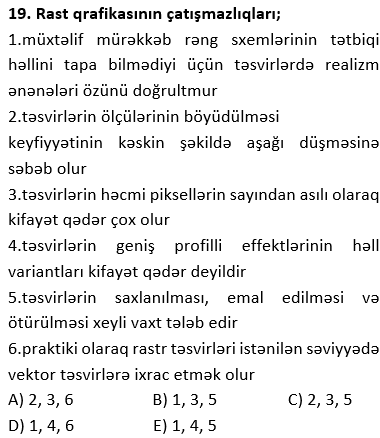 19. Rast qrafikasının çatışmazlıqları;
1.müxtəlif mürəkkəb rəng sxemlərinin tətbiqi
həllini tapa bilmədiyi üçün təsvirlərdə realizm
ənənələri özünü doğrultmur
2.təsvirlərin ölçülərinin böyüdülməsi
keyfiyyətinin kəskin şəkildə aşağı düşməsinə
səbəb olur
3.təsvirlərin həcmi piksellərin sayından asılı olaraq
kifayət qədər çox olur
4.təsvirlərin geniş profilli effektlərinin həll
variantları kifayət qədər deyildir
5.təsvirlərin saxlanılması, emal edilməsi və
ötürülməsi xeyli vaxt tələb edir
6.praktiki olaraq rastr təsvirləri istənilən səviyyədə
vektor təsvirlərə ixrac etmək olur
A) 2, 3, 6 B) 1, 3, 5 C) 2, 3, 5
D) 1, 4, 6 E) 1, 4, 5